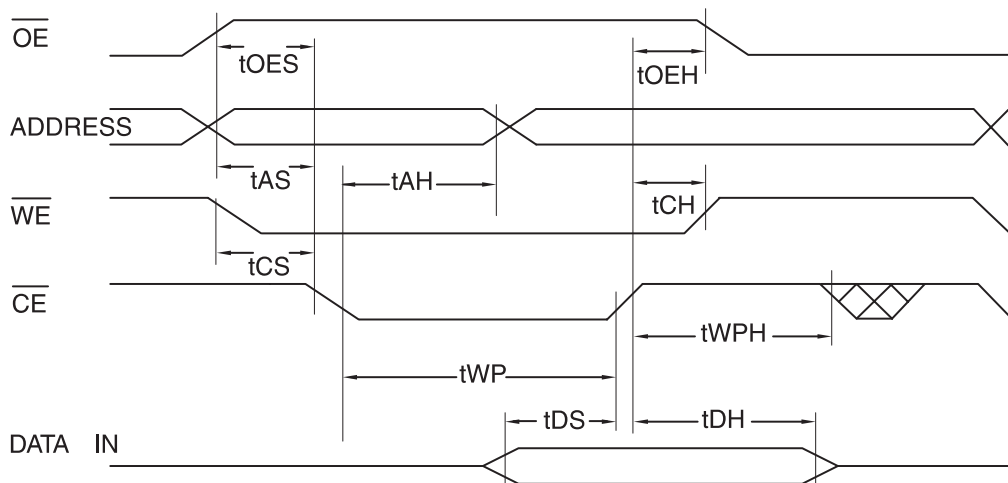 OE
tOES
tOEH
ADDRESS
tAS
tAH
tCH
WE
tCS
CE
tWPH
tWP
tDS
tDH
DATA IN